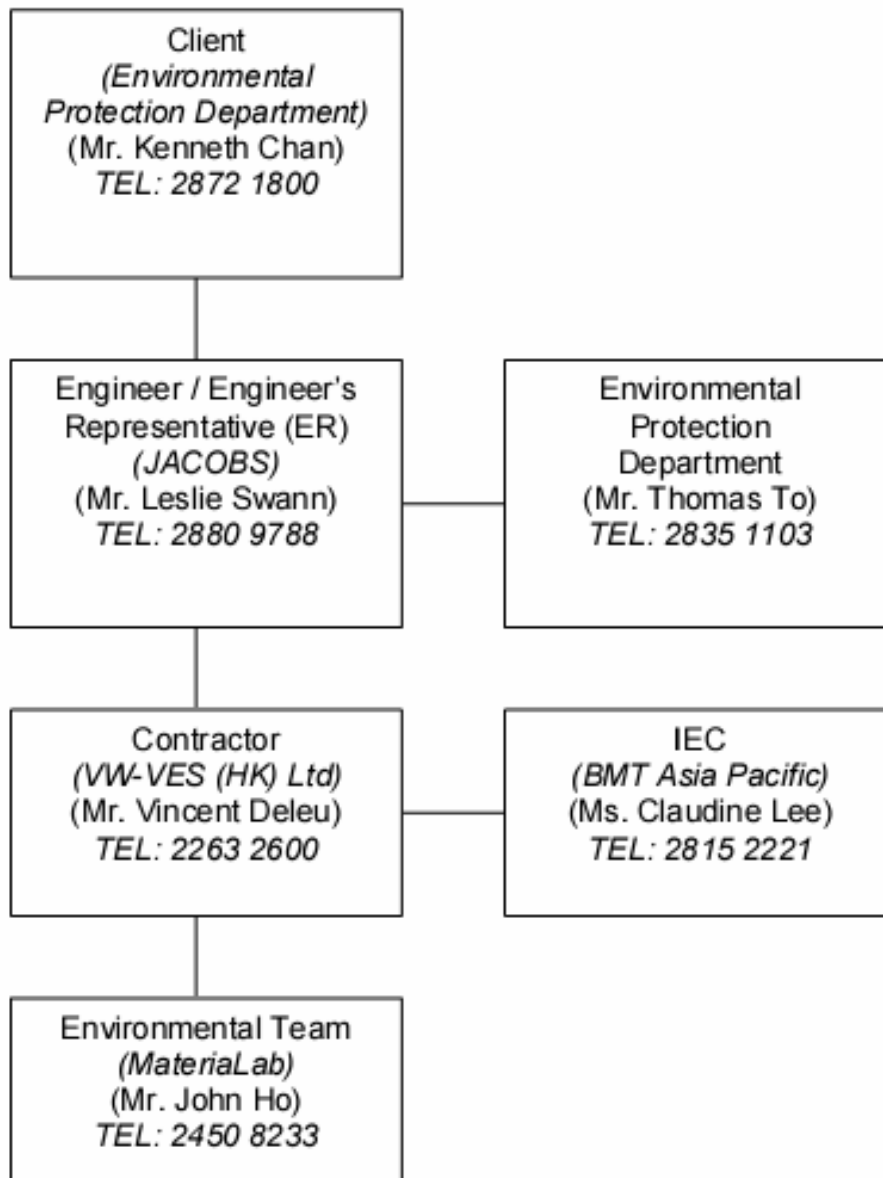 Client
(Environmental
Protection Department)
(Mr. Kenneth Chan)
TEL: 2872 1800
Engineer / Engineer's
Representative (ER)
(JACOBS)
(Mr. Leslie Swann)
TEL: 2880 9788
Environmental
Protection
Department
(Mr. Thomas To)
TEL: 2835 1103
Contractor
(VW-VES (HK) Ltd)
(Mr. Vincent Deleu)
TEL: 2263 2600
IEC
(BMT Asia Pacific)
(Ms. Claudine Lee)
TEL: 2815 2221
Environmental Team
(MateriaLab)
(Mr. John Ho)
TEL: 2450 8233